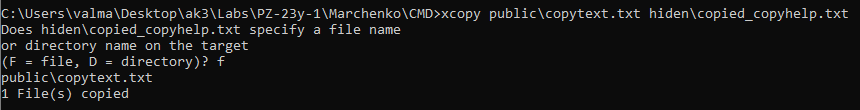 C:\Users\valma\Desktop\ak3\Labs\PZ-23y-1\Marchenko\CMD>xcopy public\copytext.txt hiden\copied_copyhelp.txt
Does hiden\copied_copyhelp.txt specify a file name
or directory name on the target
(F = file, D = directory)? f
public\copytext.txt
1 File(s) copied